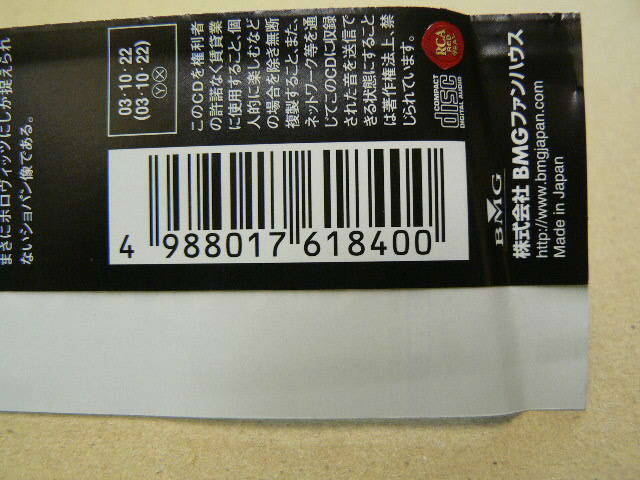 まさにホロヴィッツにしか捉えられ
ないショパン像である。
03·10·22
(03·10·22)
Y X
このCDを権利者
の許諾なく賃貸業
に使用すること、個
人的に楽しむなど
の場合を除き無断
複製すること、また、
ネットワーク等を通
じてこのCDに収録
された音を送信で
きる状態にすること
は著作権法上、禁
じられています。
RCA
RED
SEAL
COMPACT
disc
DIGITAL AUDIO
4 988017 618400
BMG
株式会社 BMGファンハウス
http://www.bmgjapan.com
Made in Japan